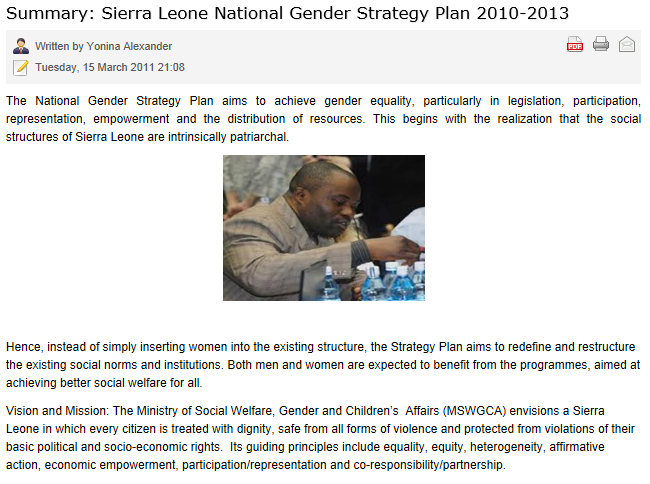 Summary: Sierra Leone National Gender Strategy Plan 2010-2013
Written by Yonina Alexander
PDF
Tuesday, 15 March 2011 21:08
The National Gender Strategy Plan aims to achieve gender equality, particularly in legislation, participation,
representation, empowerment and the distribution of resources. This begins with the realization that the social
structures of Sierra Leone are intrinsically patriarchal.
Hence, instead of simply inserting women into the existing structure, the Strategy Plan aims to redefine and restructure
the existing social norms and institutions. Both men and women are expected to benefit from the programmes, aimed at
achieving better social welfare for all.
Vision and Mission: The Ministry of Social Welfare, Gender and Children's  Affairs (MSWGCA) envisions a Sierra
Leone in which every citizen is treated with dignity, safe from all forms of violence and protected from violations of their
basic political and socio-economic rights.  Its guiding principles include equality, equity, heterogeneity, affirmative
action, economic empowerment, participation/representation and co-responsibility/partnership.